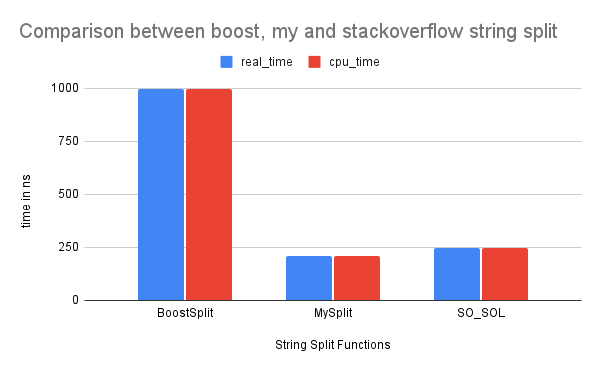 Comparison between boost, my and stackoverflow string split
real_time cpu_time
1000
750
500
250
0
time in ns
BoostSplit MySplit SO_SOL
String Split Functions